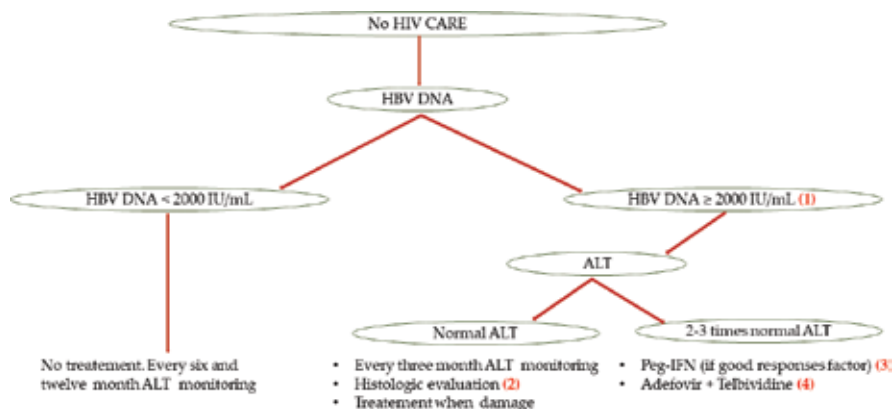 No HIV CARE
HBV DNA
HBV DNA < 2000 IU/mL
HBV DNA ≥ 2000 IU/mL (1)
ALT
Normal ALT
2-3 times normal ALT
No treatement. Every six and
twelve month ALT monitoring
• Every three month ALT monitoring
• Histologic evaluation (2)
• Treatement when damage
• Peg-IFN (if good responses factor) (3)
• Adefovir + Telbividine (4)